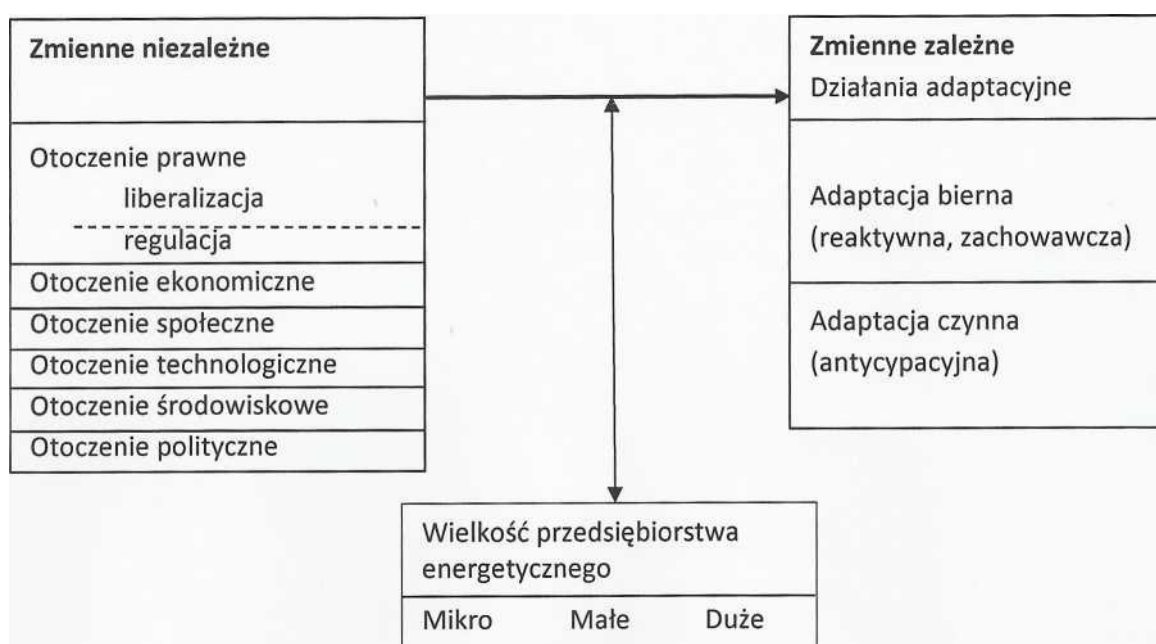 Zmienne niezależne
Otoczenie prawne
liberalizacja
regulacja
Otoczenie ekonomiczne
Otoczenie społeczne
Otoczenie technologiczne
Otoczenie środowiskowe
Otoczenie polityczne
Zmienne zależne
Działania adaptacyjne
Adaptacja bierna
(reaktywna, zachowawcza)
Adaptacja czynna
(antycypacyjna)
Wielkość przedsiębiorstwa
energetycznego
Mikro Małe Duże